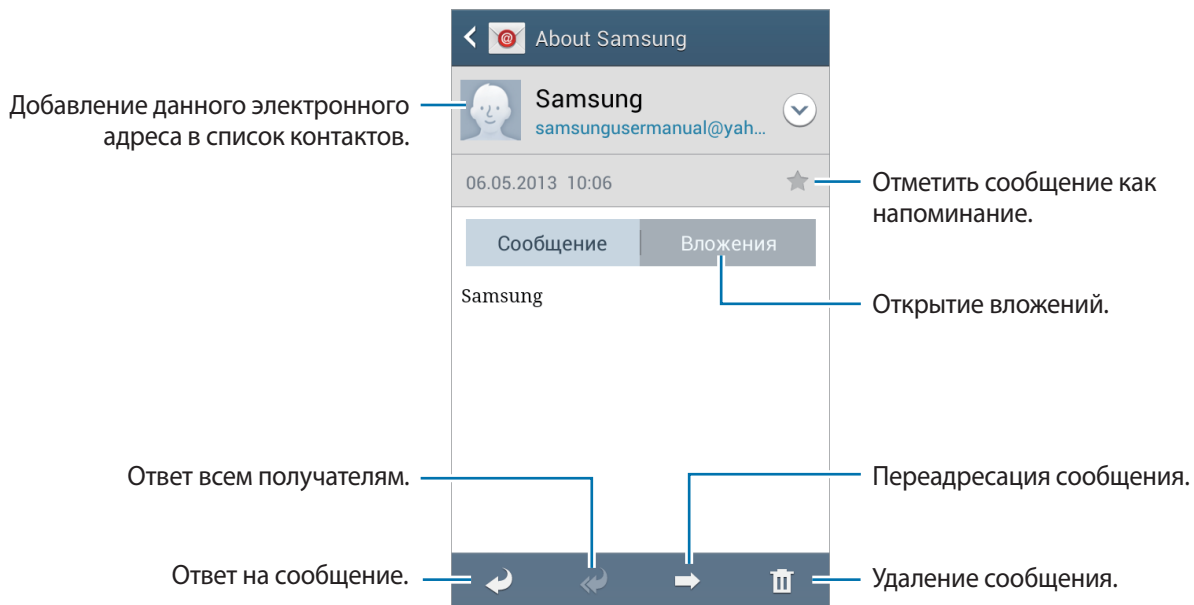 About Samsung
Добавление данного электронного
адреса в список контактов.
Samsung
samsungusermanual@yah...
06.05.2013 10:06
Отметить сообщение как
напоминание.
Сообщение
Вложения
Samsung
Открытие вложений.
Ответ всем получателям.
Переадресация сообщения.
Ответ на сообщение.
Удаление сообщения.